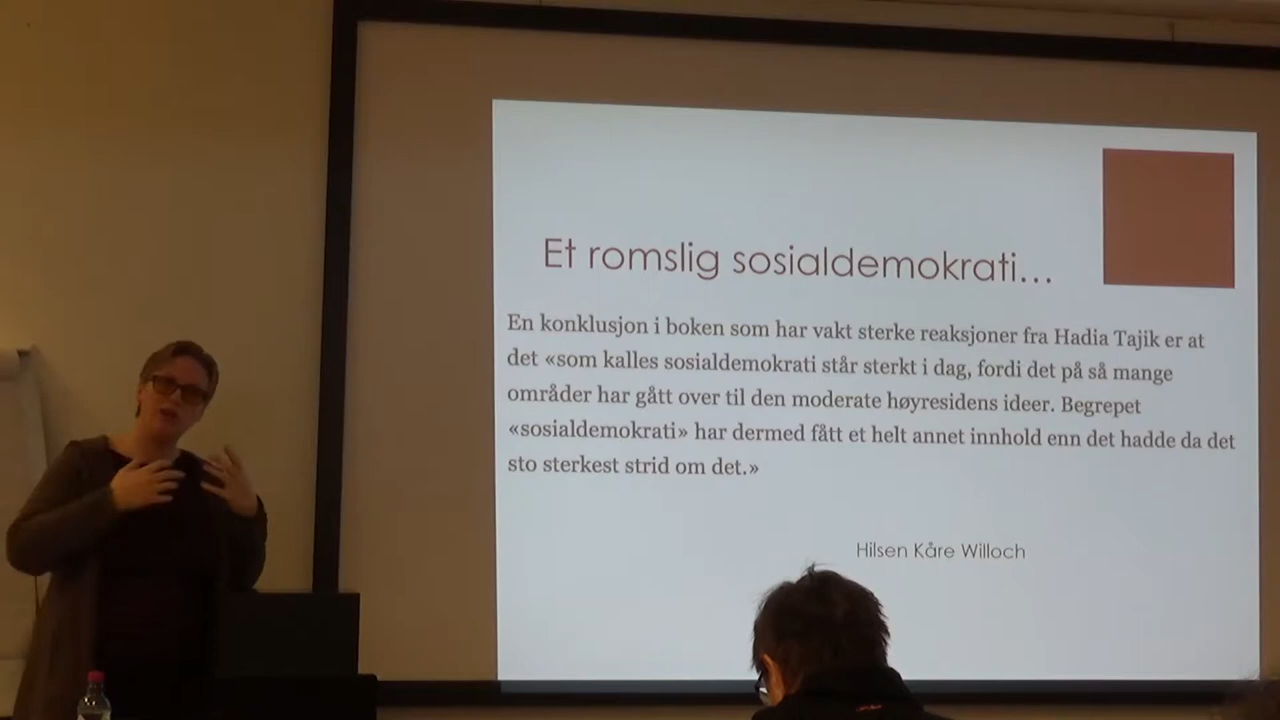 Et romslig sosialdemokrati...
En konklusjon i boken som har vakt sterke reaksjoner fra Hadia Tajik er at
det «som kalles sosialdemokrati står sterkt i dag, fordi det på så mange
områder har gått over til den moderate høyresidens ideer. Begrepet
«sosialdemokrati» har dermed fått et helt annet innhold enn det hadde da det
sto sterkest strid om det.»
Hilsen Kåre Willoch